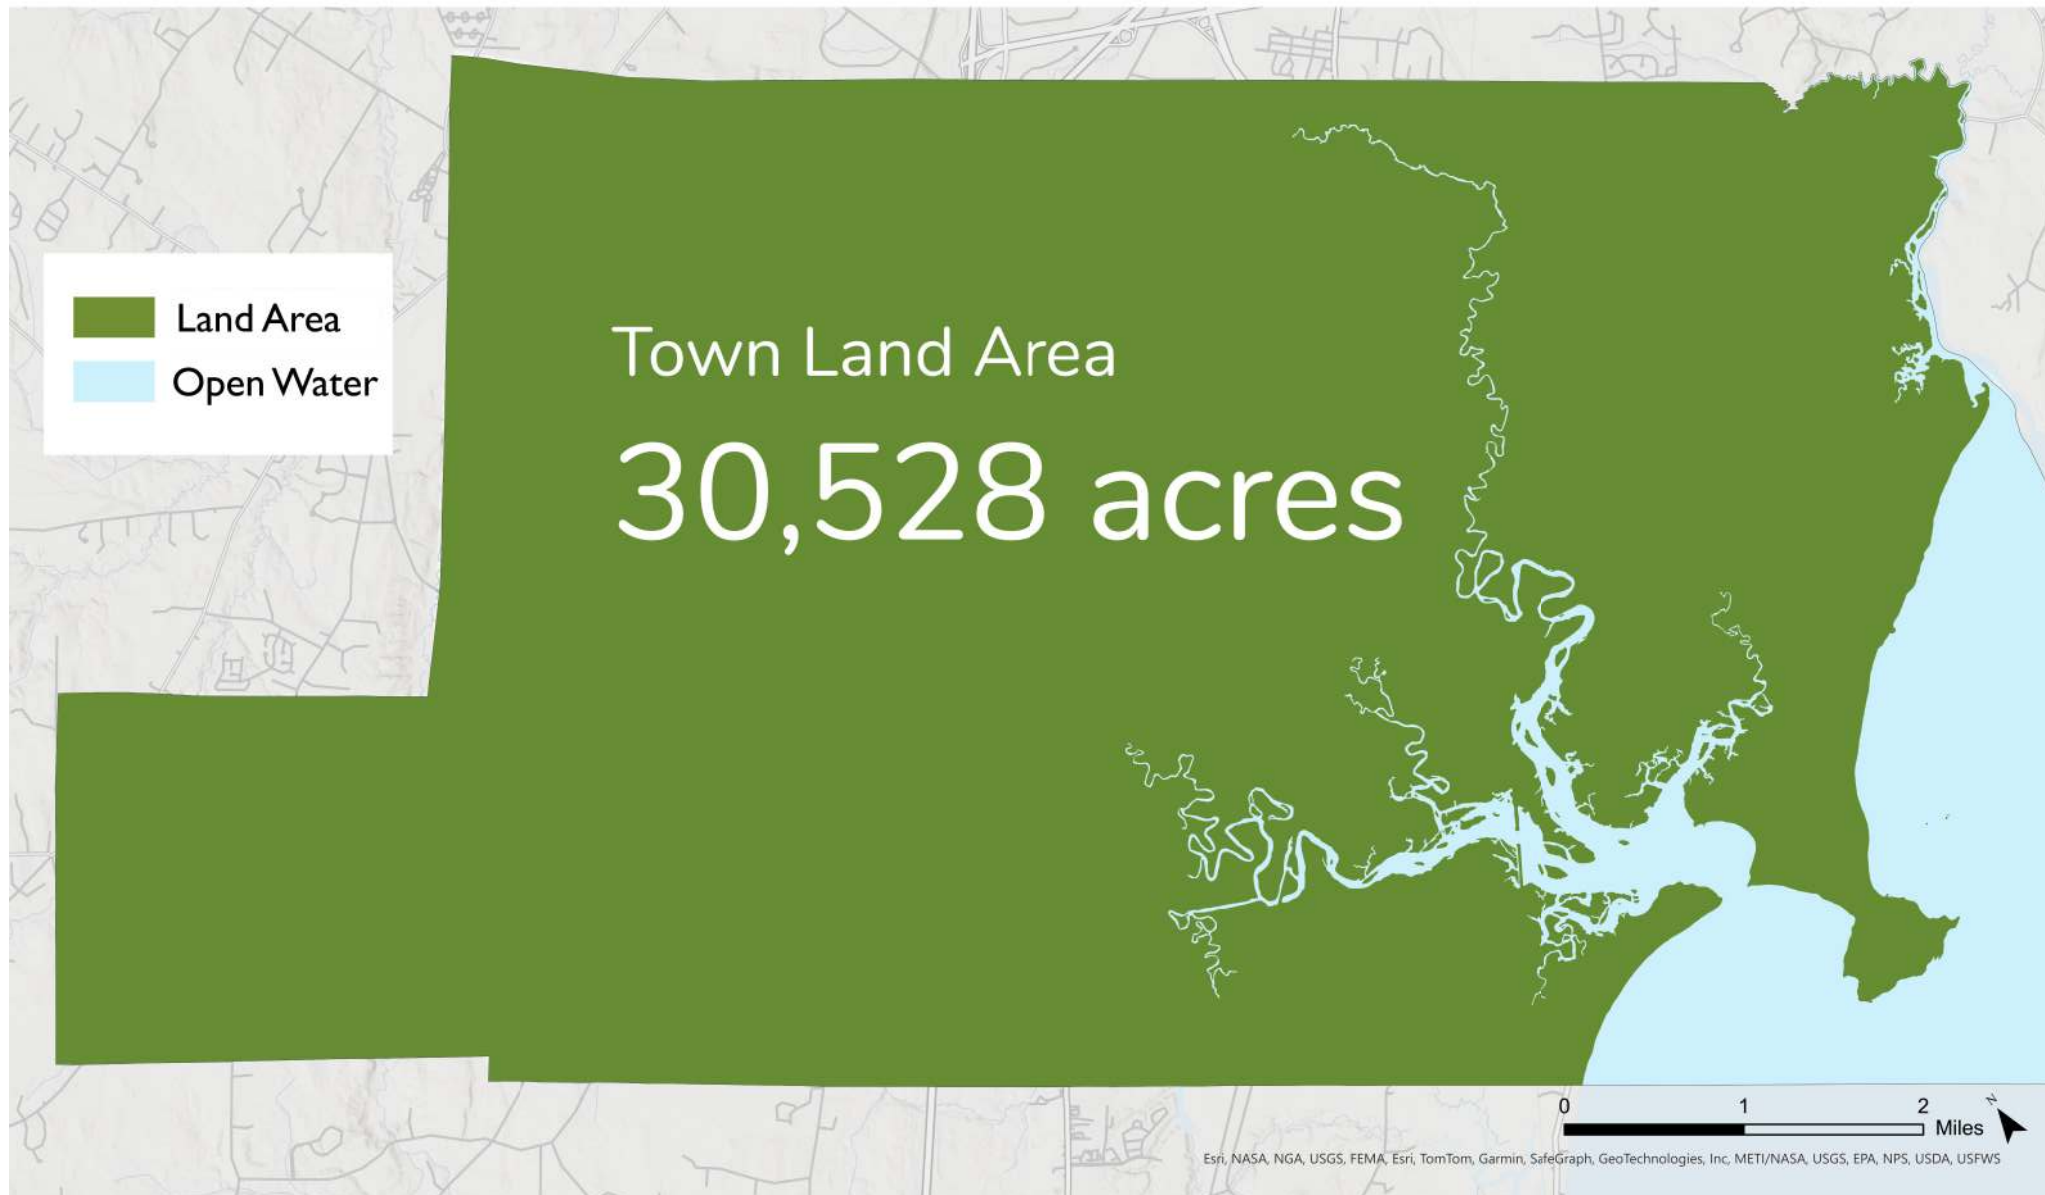 Land Area
Open Water
Town Land Area
30,528 acres
0 1 2
Miles
N
Esri, NASA, NGA, USGS, FEMA, Esri, TomTom, Garmin, SafeGraph, GeoTechnologies, Inc, METI/NASA, USGS, EPA, NPS, USDA, USFWS